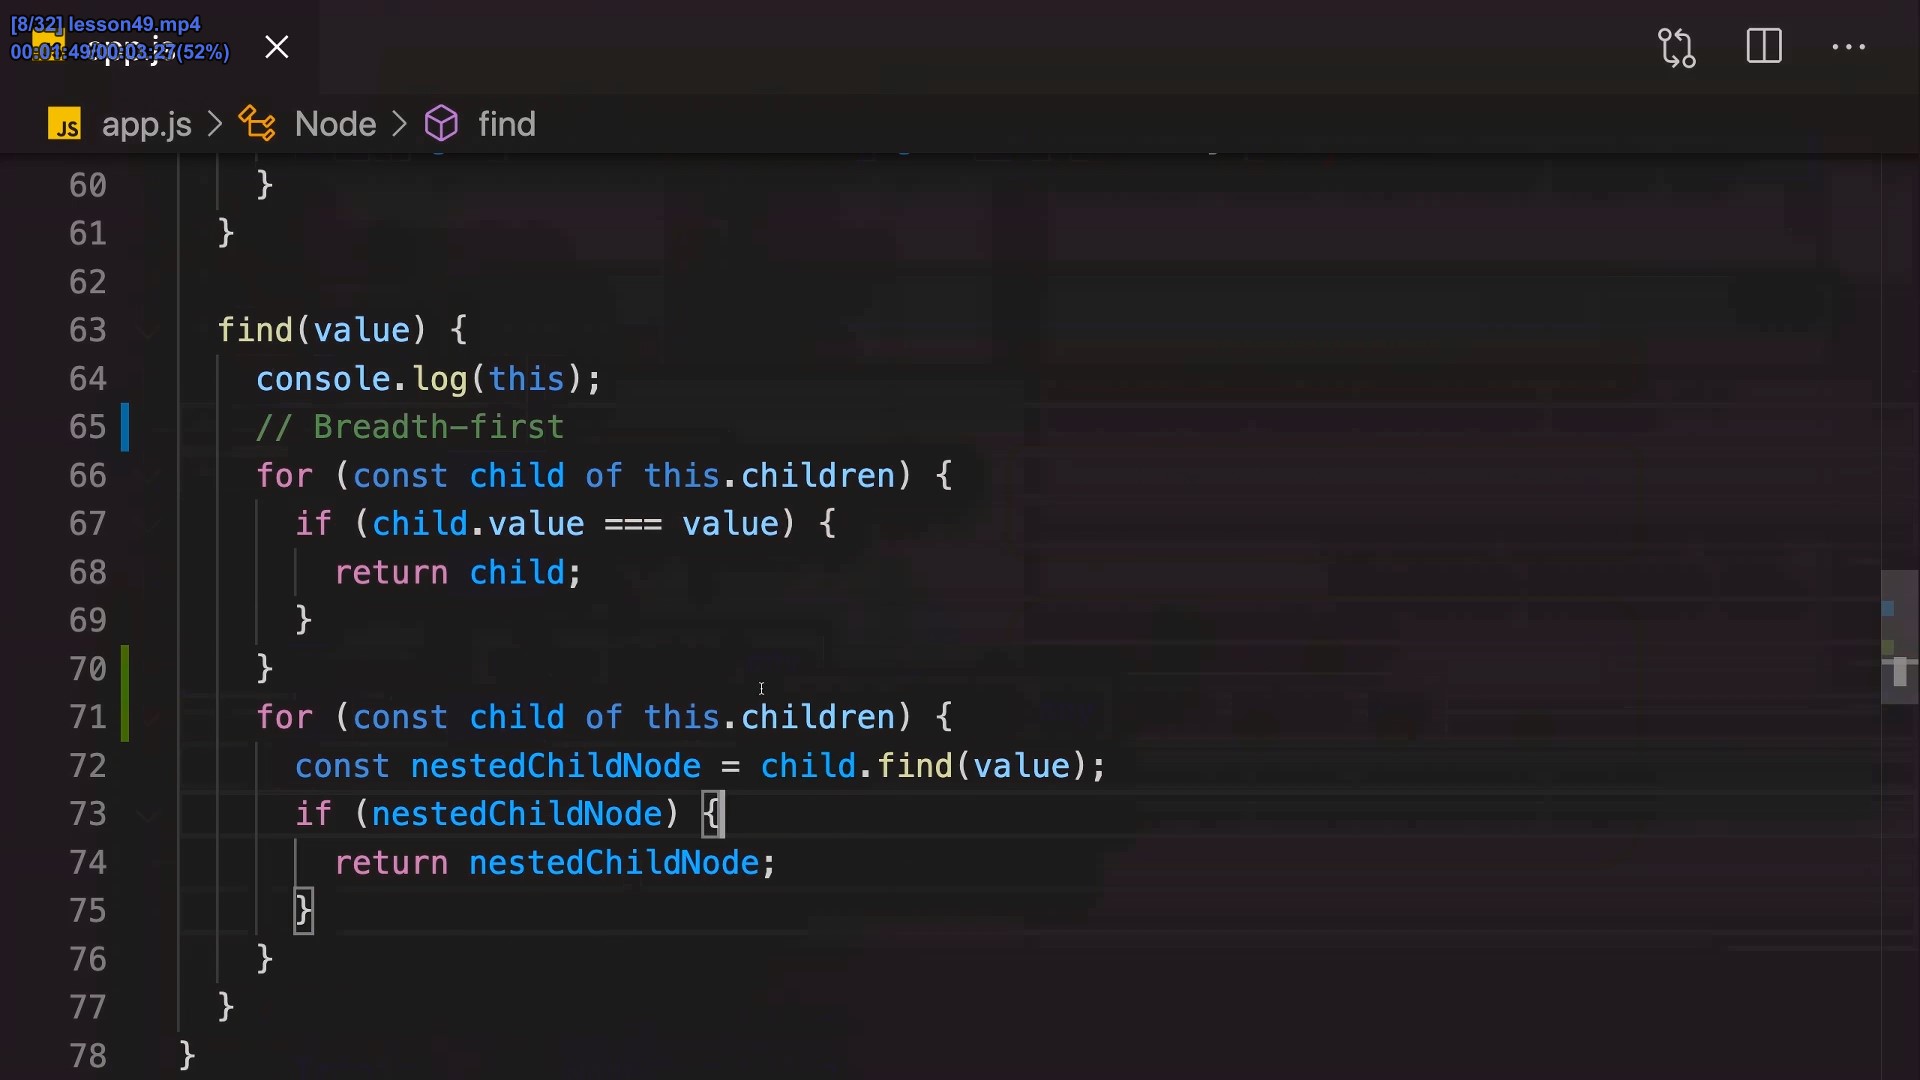 [8/32] lesson49.mp4
00:01:49/00:03:27(52%)
app.js
JS app.js > Node > find
60 }
61 }
62
63 find(value) {
64 console.log(this);
65 // Breadth-first
66 for (const child of this.children) {
67 if (child.value === value) {
68 return child;
69 }
70 }
71 for (const child of this.children) {
72 const nestedChildNode = child.find(value);
73 if (nestedChildNode) {
74 return nestedChildNode;
75 }
76 }
77 }
78 }